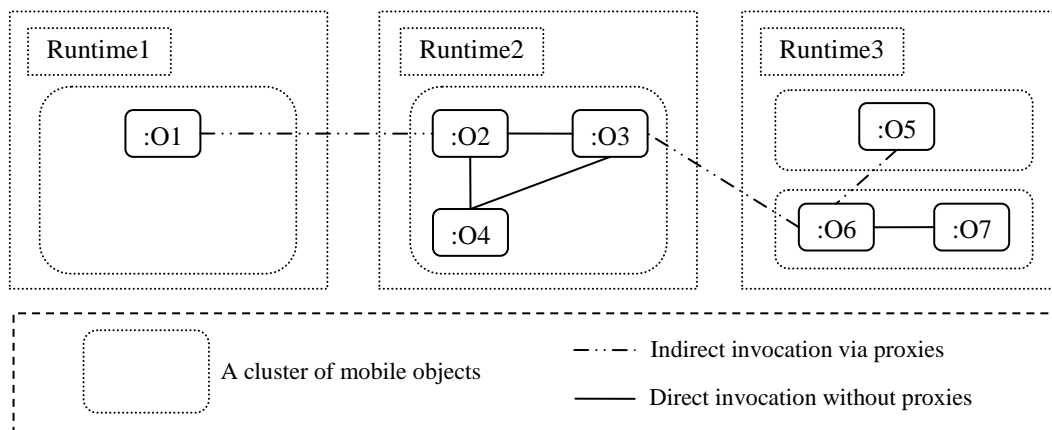 Runtime1
Runtime2
Runtime3
:O1
:O2
:O3
:O5
:O4
:O6
:O7
A cluster of mobile objects
Indirect invocation via proxies
Direct invocation without proxies